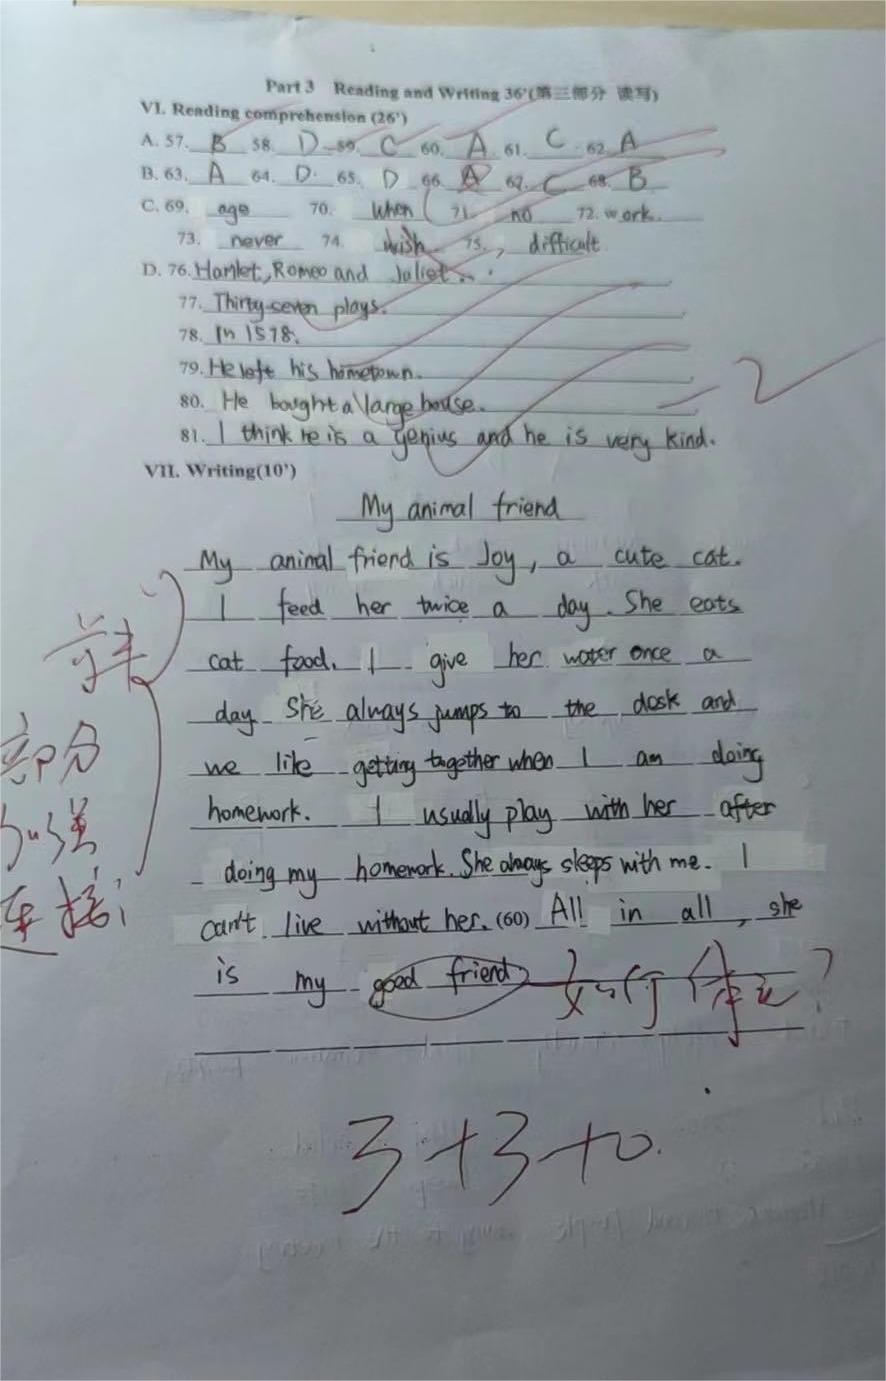 Part 3 Reading and Writing 36'(第三部分 读写)
VI. Reading comprehension (26')
A. 57. B 58. D 59. C 60. A 61. C 62. A
B. 63. A 64. D 65. D 66. A 67. C 68. B
C. 69. age 70. when 71. no 72. work
73. never 74. wish 75. difficult
D. 76. Hamlet, Romeo and Juliet.
77. Thirty-seven plays.
78. In 1578.
79. He left his hometown.
80. He bought a large house.
81. I think he is a genius and he is very kind.
-2
VII. Writing(10')
My animal friend
My animal friend is Joy, a cute cat.
I feed her twice a day. She eats
cat food. I give her water once a
day. She always jumps to the desk and
we like getting together when I am doing
homework. I usually play with her after
doing my homework. She always sleeps with me. I
can't live without her. (60) All in all, she
is my good friend
部分
加强
连接
如何体现?
3+3+0.